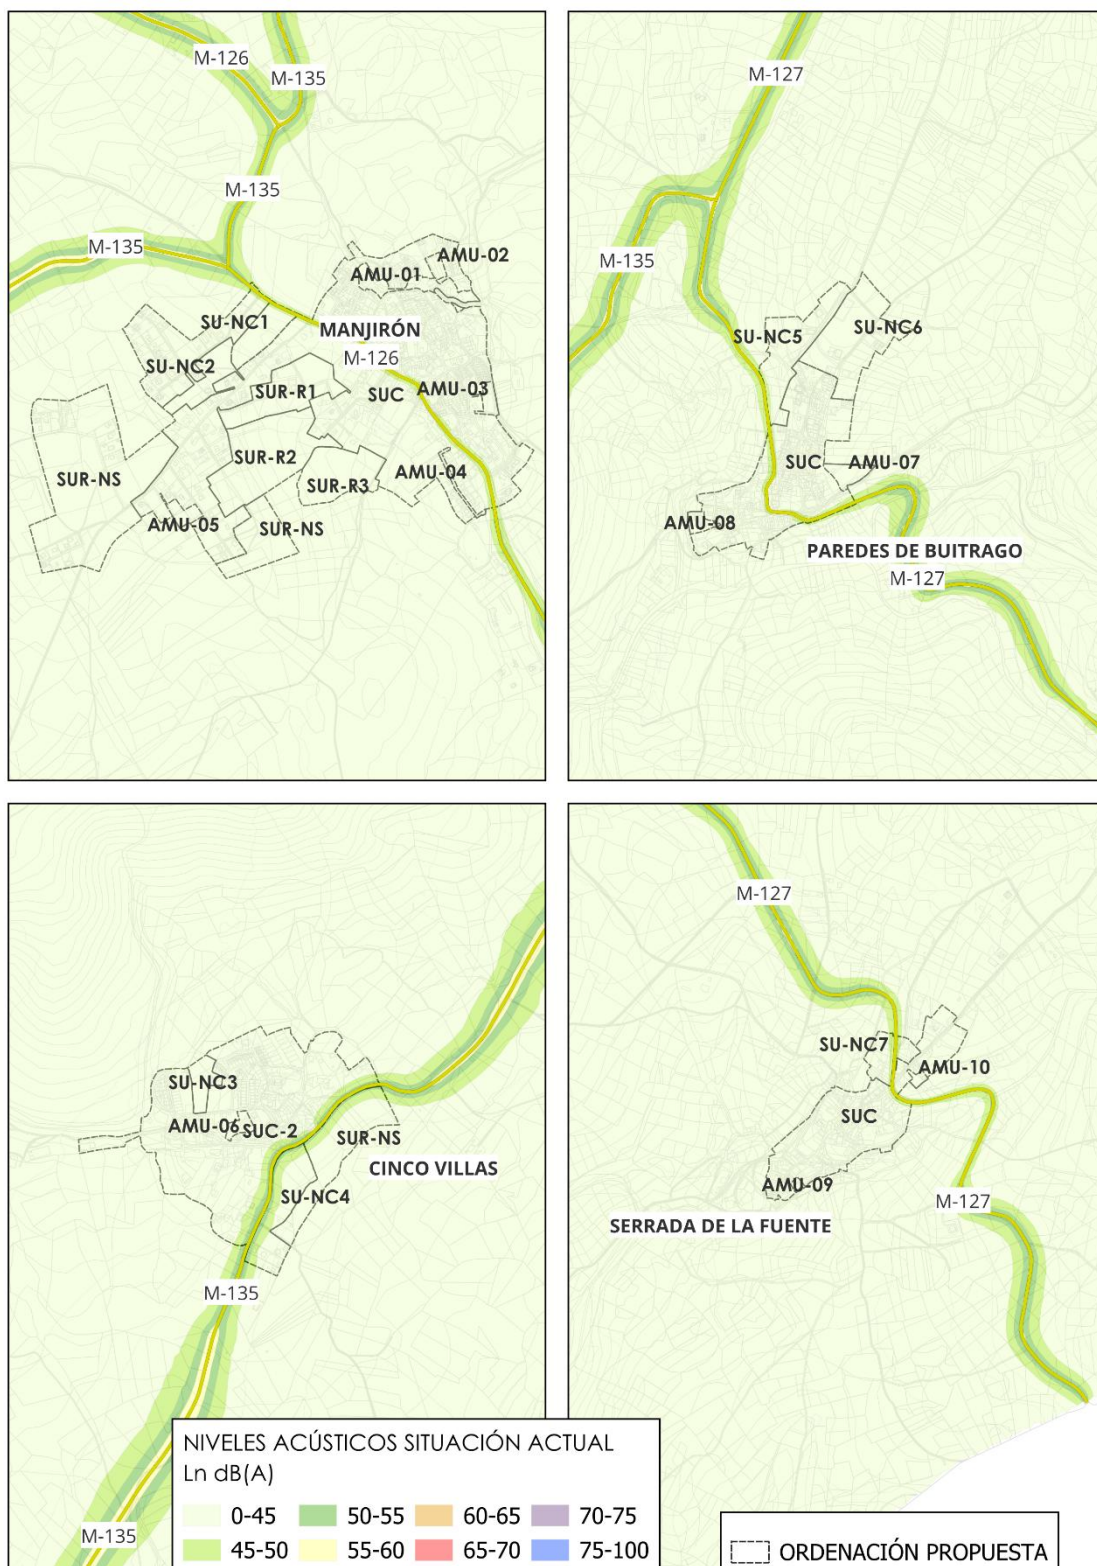 M-126
M-135
M-135
M-135
AMU-02
AMU-01
SU-NC1
MANJIRÓN
M-126
SU-NC2
SUR-R1
SUC
AMU-03
SUR-R2
SUR-NS
SUR-R3
AMU-04
AMU-05
SUR-NS
M-127
M-135
SU-NC5
SU-NC6
SUC
AMU-07
AMU-08
PAREDES DE BUITRAGO
M-127
SU-NC3
AMU-06
SUC-2
SUR-NS
CINCO VILLAS
SU-NC4
M-135
M-135
M-127
SU-NC7
AMU-10
SUC
AMU-09
M-127
SERRADA DE LA FUENTE
NIVELES ACÚSTICOS SITUACIÓN ACTUAL
Ln dB(A)
0-45 50-55 60-65 70-75
45-50 55-60 65-70 75-100
ORDENACIÓN PROPUESTA